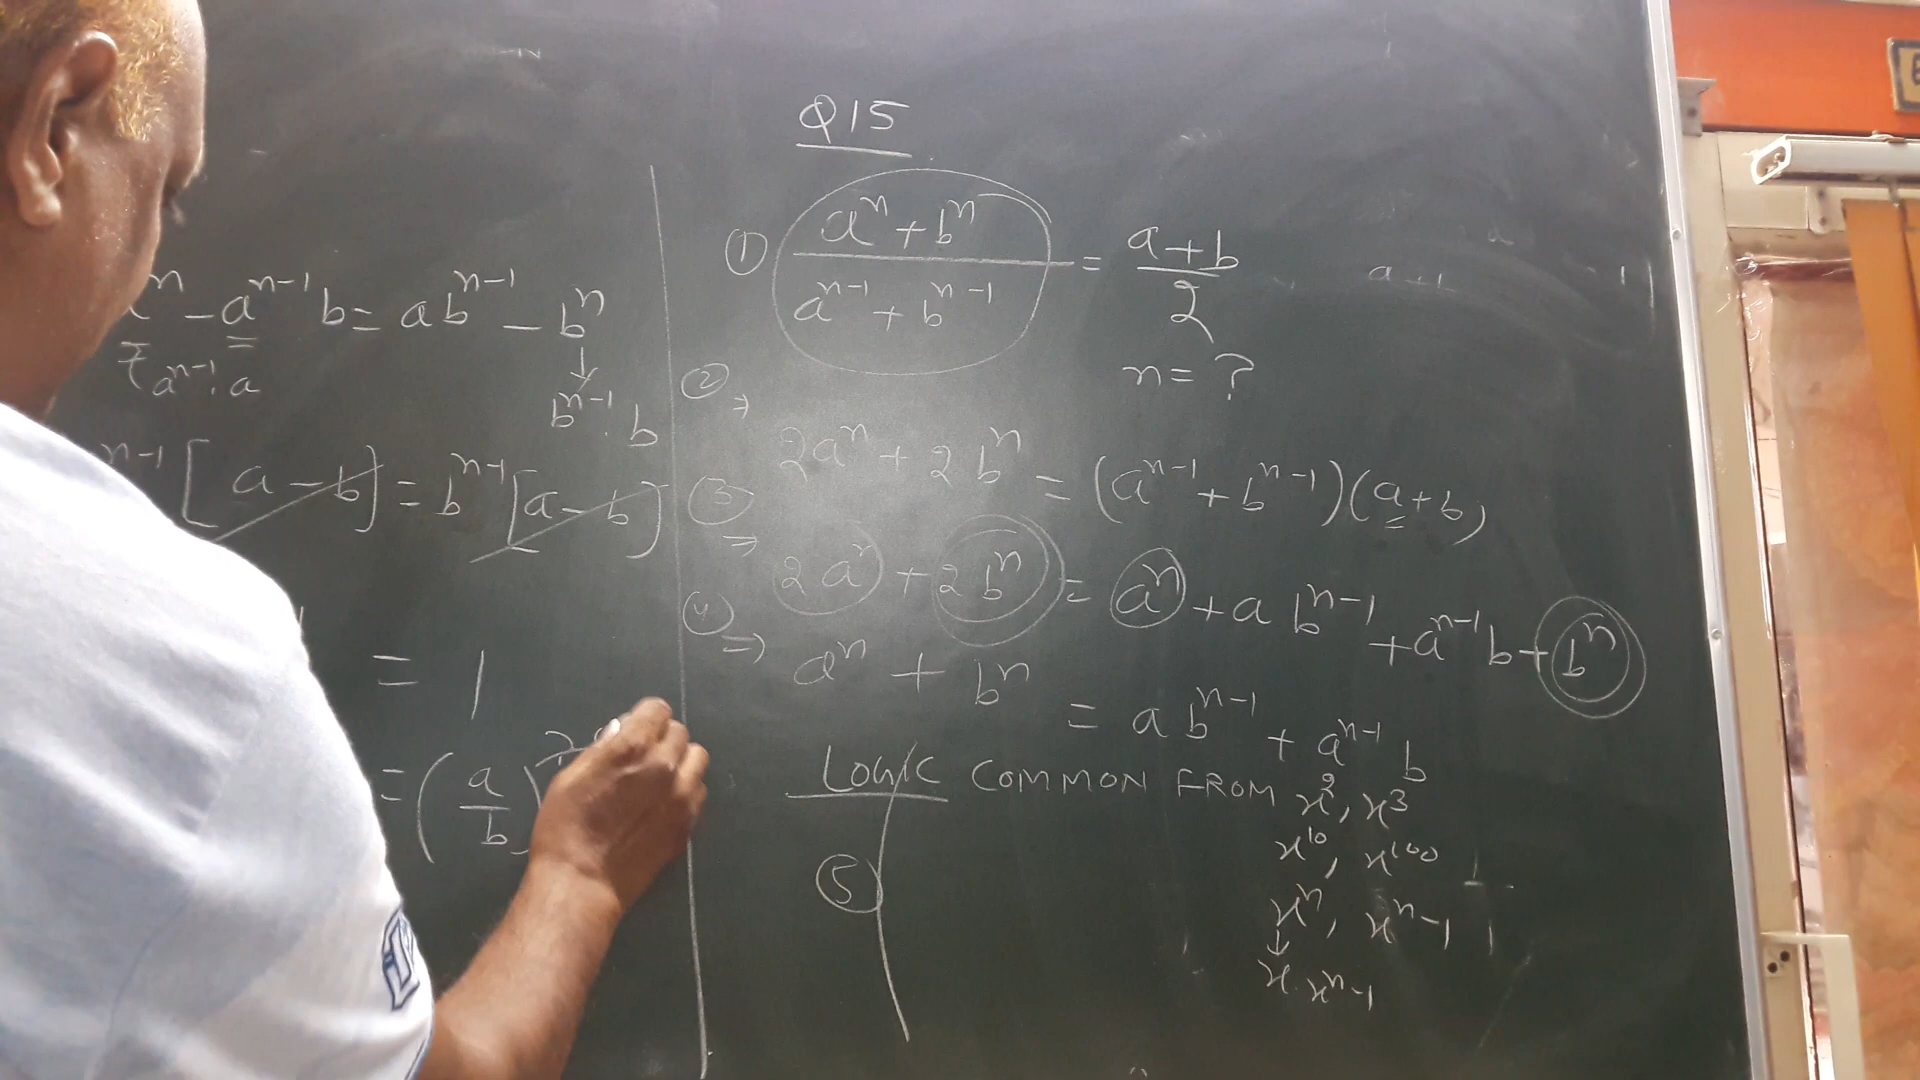 Q15
① aⁿ + bⁿ / aⁿ⁻¹ + bⁿ⁻¹ = a+b / 2
n = ?
② ⇒ 2aⁿ + 2bⁿ = (aⁿ⁻¹ + bⁿ⁻¹)(a+b)
③ ⇒ 2aⁿ + 2bⁿ = aⁿ + abⁿ⁻¹ + aⁿ⁻¹b + bⁿ
④ ⇒ aⁿ + bⁿ = abⁿ⁻¹ + aⁿ⁻¹b
LOGIC COMMON FROM x², x³
x¹⁰, x¹⁰⁰
xⁿ, xⁿ⁻¹
↓
x.xⁿ⁻¹
⑤
n - aⁿ⁻¹b = abⁿ⁻¹ - bⁿ
aⁿ⁻¹.a
↓
bⁿ⁻¹.b
n-1 [a-b] = bⁿ⁻¹[a-b]
= 1
= (a/b)